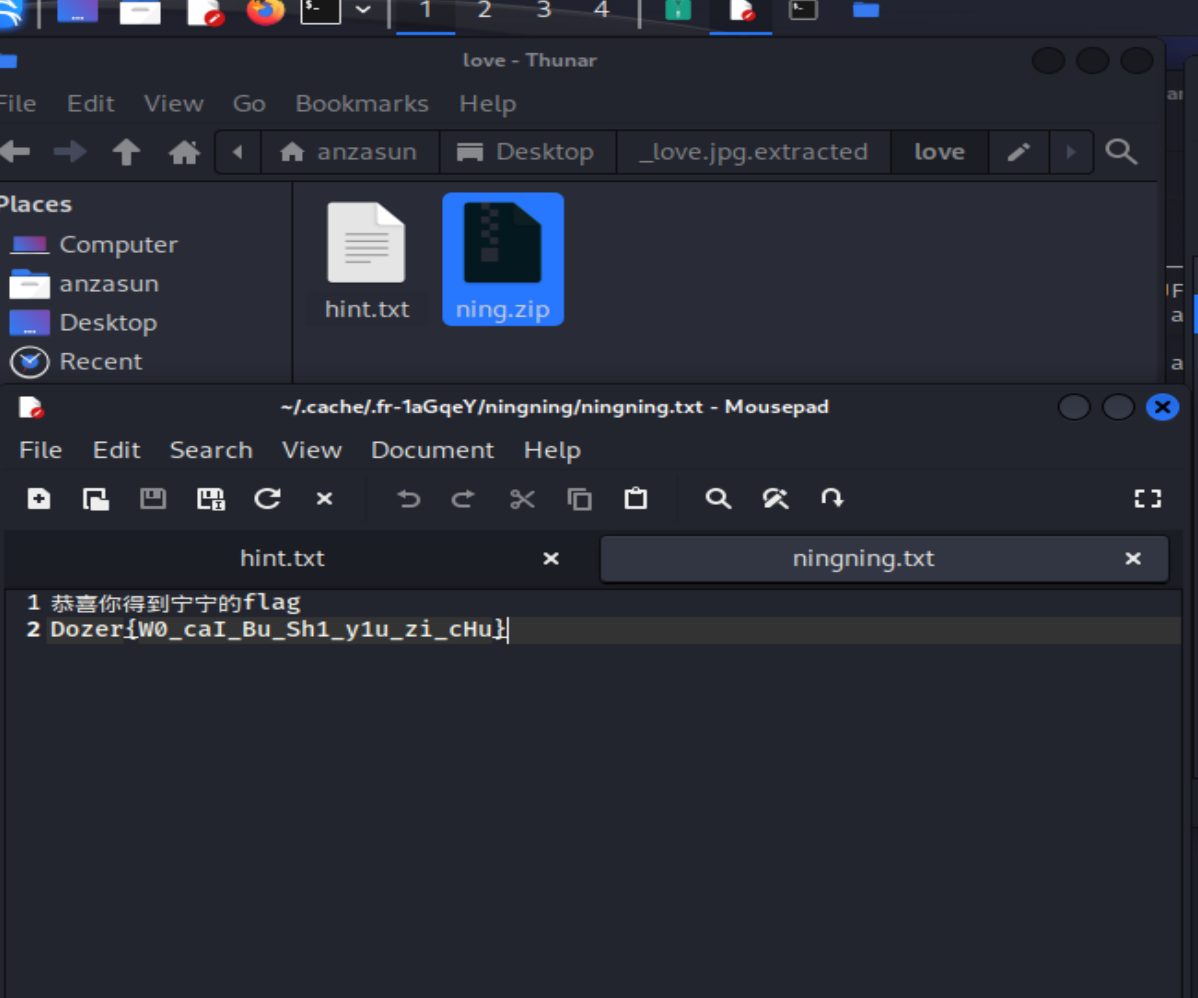 1 2 3 4
love - Thunar
File Edit View Go Bookmarks Help
anzasun Desktop _love.jpg.extracted love
Places
Computer
anzasun
Desktop
Recent
hint.txt ning.zip
~/.cache/.fr-1aGqeY/ningning/ningning.txt - Mousepad
File Edit Search View Document Help
hint.txt ningning.txt
1 恭喜你得到宁宁的flag
2 Dozer{W0_caI_Bu_Sh1_y1u_zi_cHu}